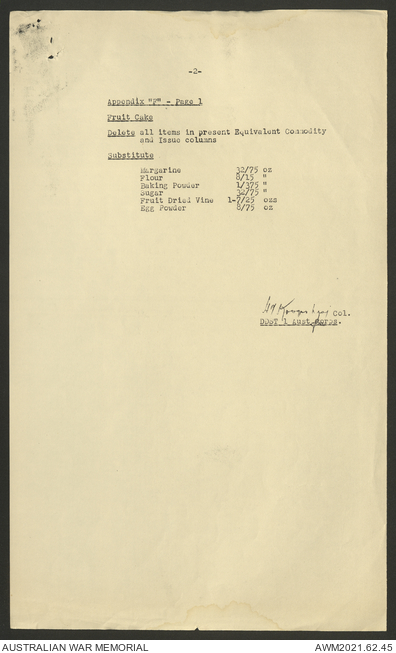 -2-
Appendix "F" - Page 1
Fruit Cake
Delete all items in present Equivalent Commodity
and Issue columns
Substitute
Margarine 32/75 oz
Flour 8/15 "
Baking Powder 1/375 "
Sugar 32/75 "
Fruit Dried Vine 1-7/25 ozs
Egg Powder 8/75 oz
Col.
DDST 1 Aust Corps.
AUSTRALIAN WAR MEMORIAL AWM2021.62.45